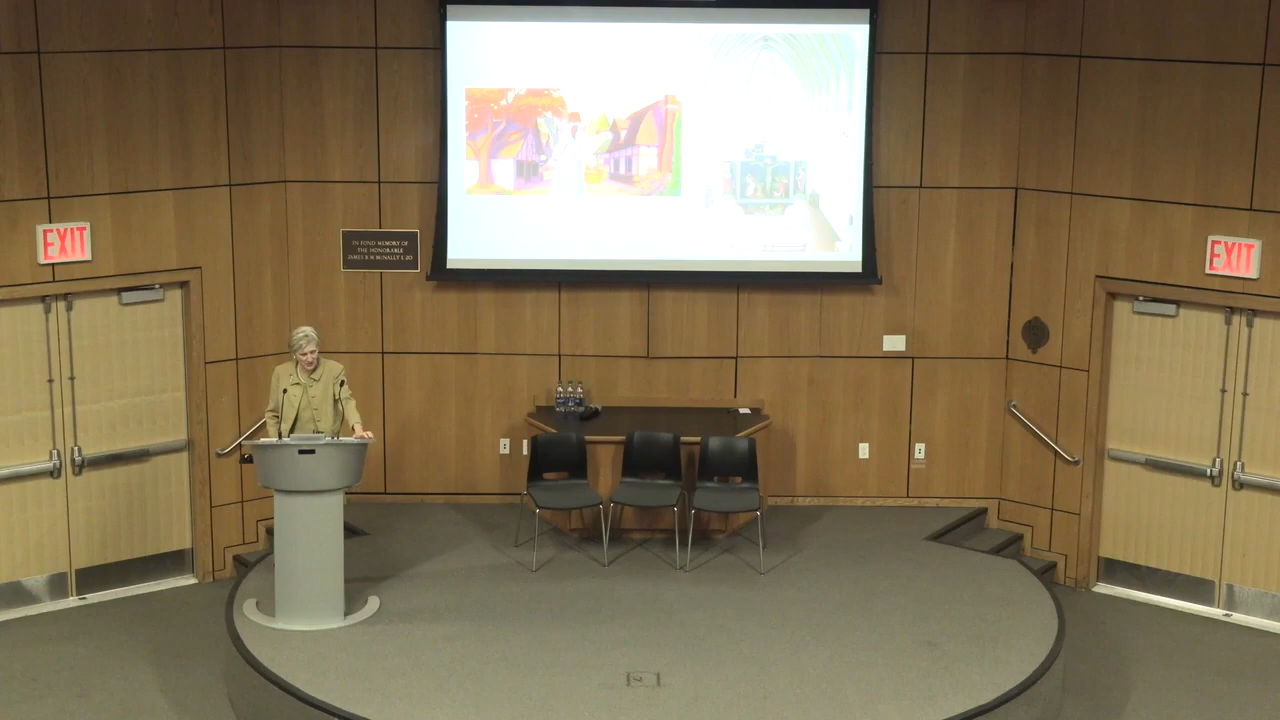 EXIT
IN FOND MEMORY OF
THE HONORABLE
EXIT